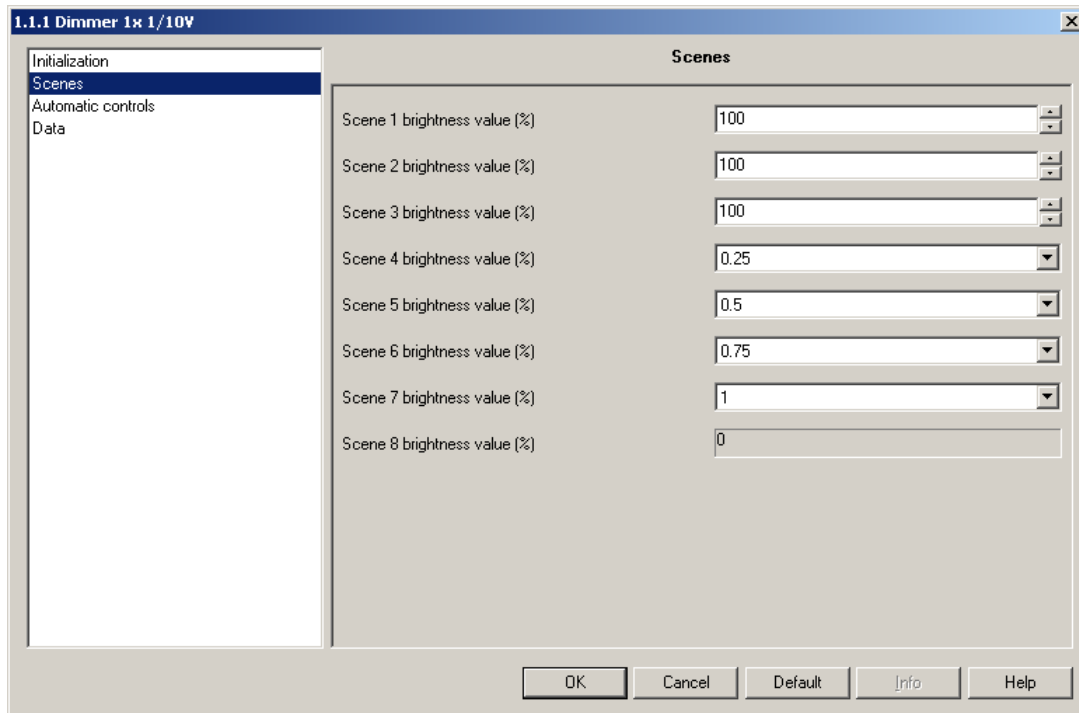 1.1.1 Dimmer 1x 1/10V
Initialization
Scenes
Automatic controls
Data
Scenes
Scene 1 brightness value (%) 100
Scene 2 brightness value (%) 100
Scene 3 brightness value (%) 100
Scene 4 brightness value (%) 0.25
Scene 5 brightness value (%) 0.5
Scene 6 brightness value (%) 0.75
Scene 7 brightness value (%) 1
Scene 8 brightness value (%) 0
OK Cancel Default Info Help